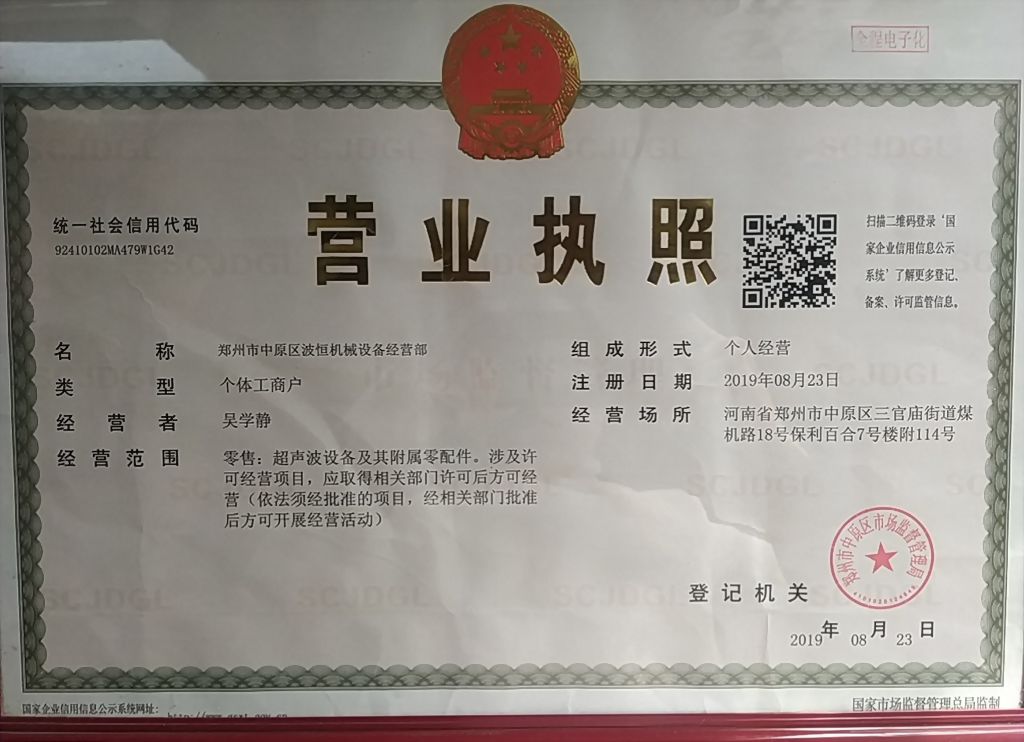 全程电子化
营业执照
统一社会信用代码
92410102MA479W1G42
扫描二维码登录‘国
家企业信用信息公示
系统’了解更多登记、
备案、许可监管信息。
名称 郑州市中原区波恒机械设备经营部
类型 个体工商户
经营者 吴学静
经营范围 零售：超声波设备及其附属零配件。涉及许
可经营项目，应取得相关部门许可后方可经
营（依法须经批准的项目，经相关部门批准
后方可开展经营活动）
组成形式 个人经营
注册日期 2019年08月23日
经营场所 河南省郑州市中原区三官庙街道煤
机路18号保利百合7号楼附114号
郑州市中原区市场监督管理局
登记机关
2019年08月23日
国家企业信用信息公示系统网址：
国家市场监督管理总局监制
SCJDGL